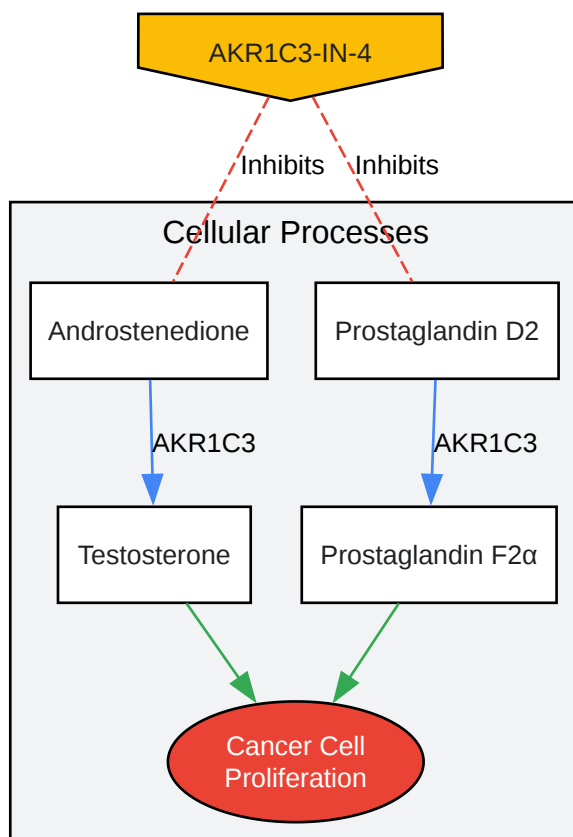 AKR1C3-IN-4
Inhibits
Inhibits
Cellular Processes
Androstenedione
Prostaglandin D2
AKR1C3
AKR1C3
Testosterone
Prostaglandin F2α
Cancer Cell
Proliferation